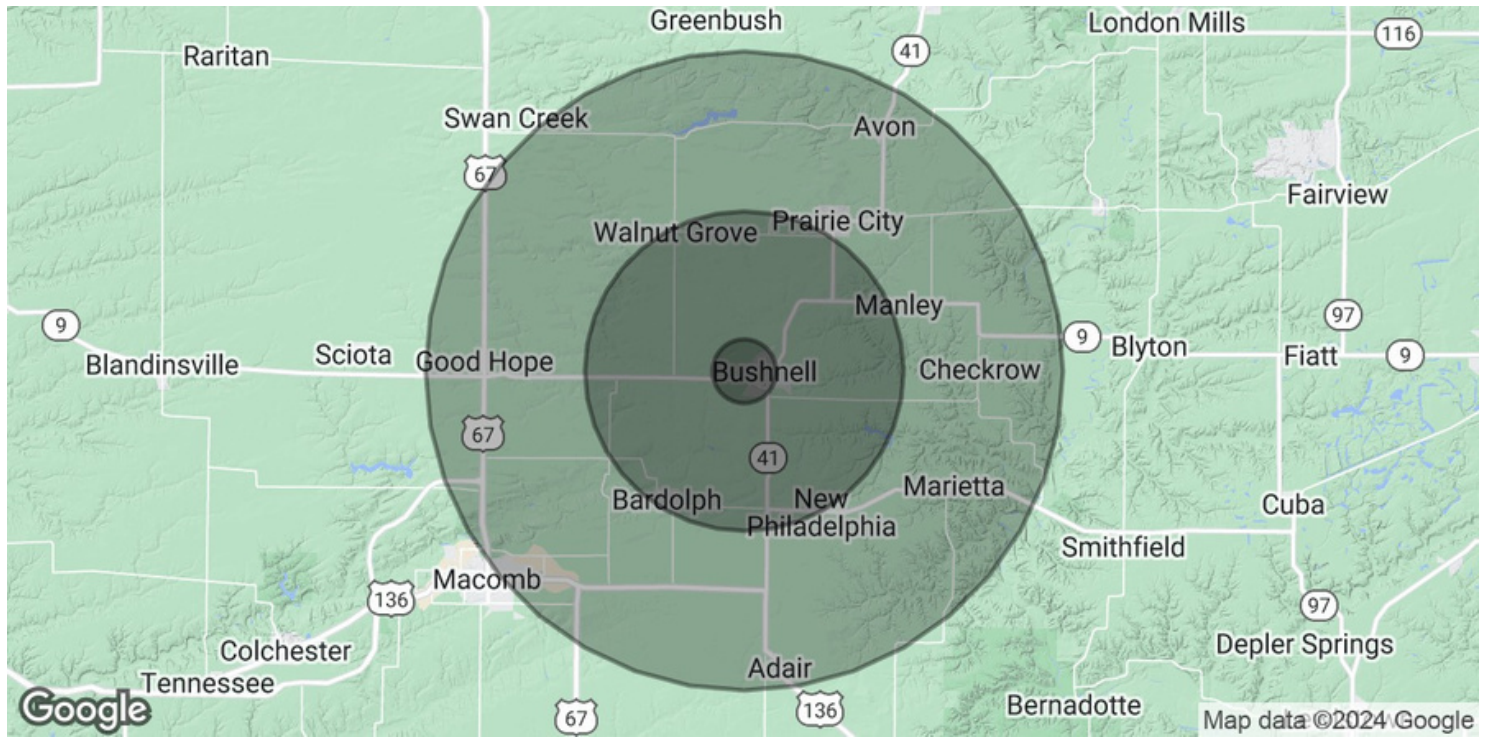 Greenbush
London Mills
116
41
Raritan
Swan Creek
Avon
67
Fairview
Prairie City
Walnut Grove
Manley
97
9
9
Blyton
Sciota
Good Hope
Fiatt
9
Blandinsville
Bushnell
Checkrow
67
41
Marietta
Bardolph
New
Philadelphia
Cuba
Smithfield
Macomb
136
97
Depler Springs
Colchester
Adair
Tennessee
Bernadotte
Google
67
136
Map data ©2024 Google